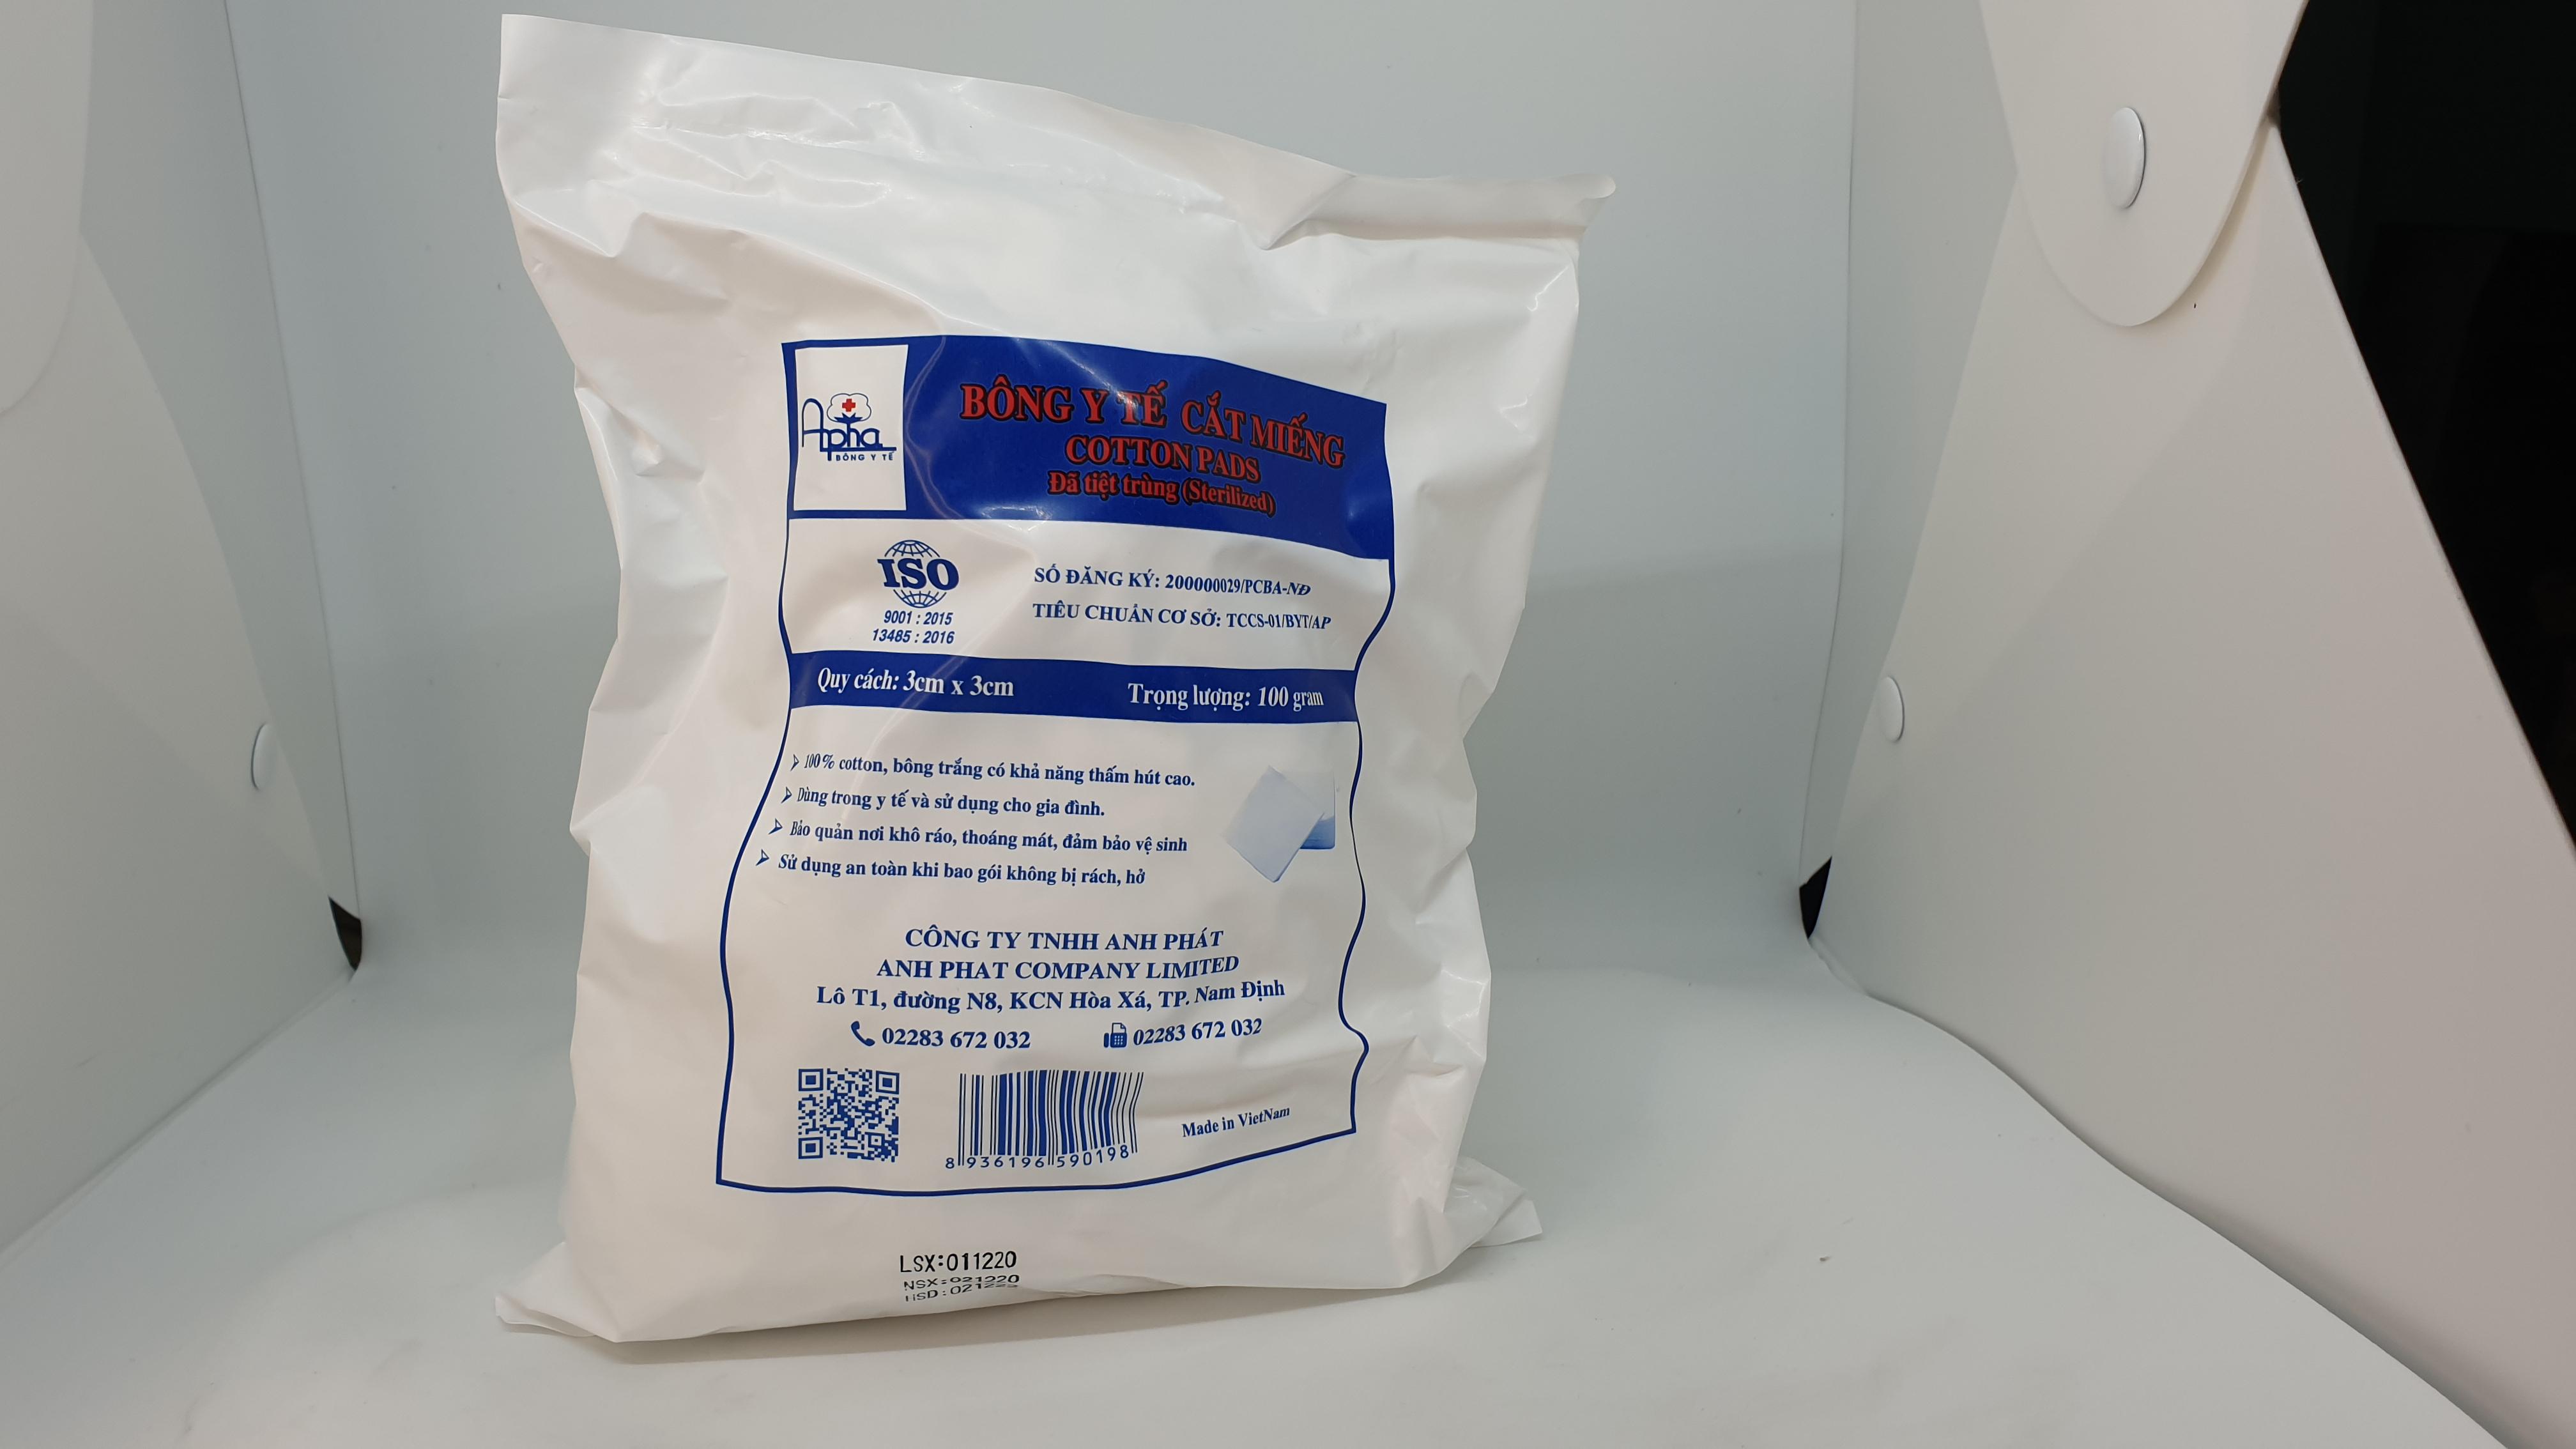 Apha
BÔNG Y TẾ
BÔNG Y TẾ CẮT MIẾNG
COTTON PADS
Đã tiệt trùng (Sterilized)
ISO
9001 : 2015
13485 : 2016
SỐ ĐĂNG KÝ: 200000029/PCBA-NĐ
TIÊU CHUẨN CƠ SỞ: TCCS-01/BYT/AP
Quy cách: 3cm x 3cm
Trọng lượng: 100 gram
100% cotton, bông trắng có khả năng thấm hút cao.
Dùng trong y tế và sử dụng cho gia đình.
Bảo quản nơi khô ráo, thoáng mát, đảm bảo vệ sinh
Sử dụng an toàn khi bao gói không bị rách, hở
CÔNG TY TNHH ANH PHÁT
ANH PHAT COMPANY LIMITED
Lô T1, đường N8, KCN Hòa Xá, TP. Nam Định
02283 672 032
02283 672 032
8 936196 590198
Made in VietNam
LSX:011220
NSX:021220
HSD: